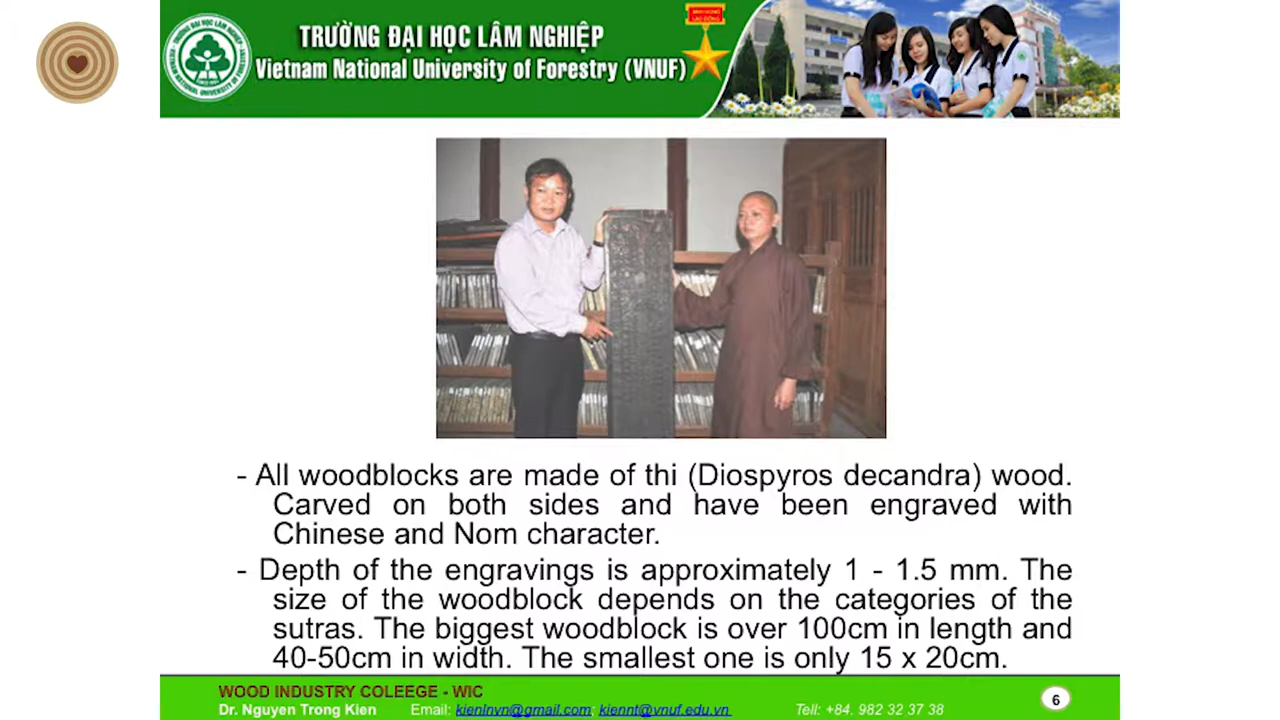 TRƯỜNG ĐẠI HỌC LÂM NGHIỆP
Vietnam National University of Forestry (VNUF)
- All woodblocks are made of thi (Diospyros decandra) wood.
Carved on both sides and have been engraved with
Chinese and Nom character.
- Depth of the engravings is approximately 1 - 1.5 mm. The
size of the woodblock depends on the categories of the
sutras. The biggest woodblock is over 100cm in length and
40-50cm in width. The smallest one is only 15 x 20cm.
WOOD INDUSTRY COLEEGE - WIC
Dr. Nguyen Trong Kien Email: kienlnvn@gmail.com; kiennt@vnuf.edu.vn Tell: +84. 982 32 37 38
6